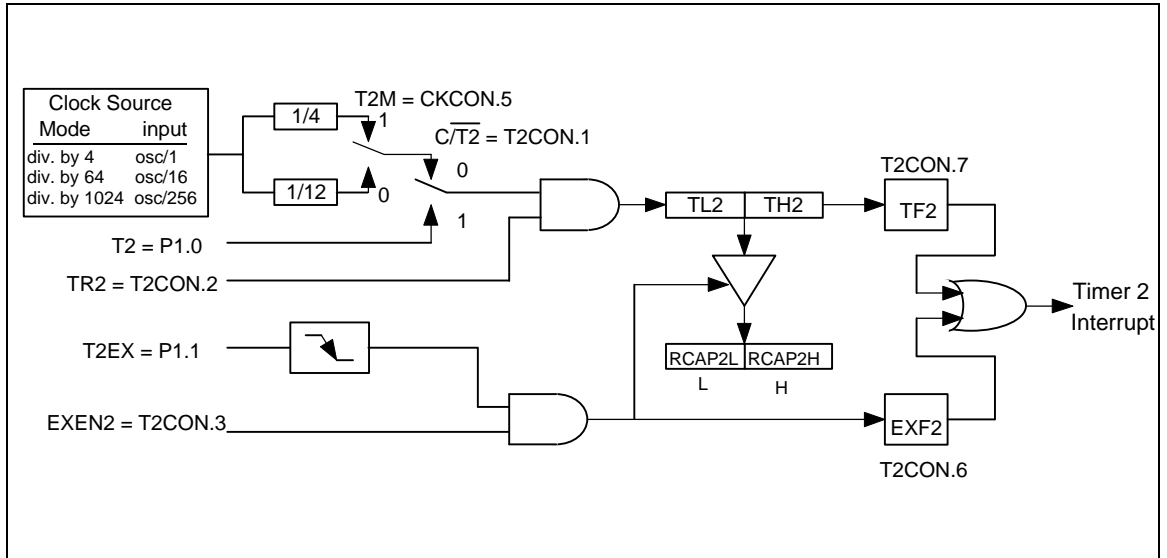 Clock Source
Mode input
div. by 4 osc/1
div. by 64 osc/16
div. by 1024 osc/256
1/4
1/12
T2M = CKCON.5
1
0
C/T2 = T2CON.1
0
1
T2 = P1.0
TR2 = T2CON.2
T2EX = P1.1
EXEN2 = T2CON.3
TL2 TH2
RCAP2L RCAP2H
L H
T2CON.7
TF2
EXF2
T2CON.6
Timer 2
Interrupt